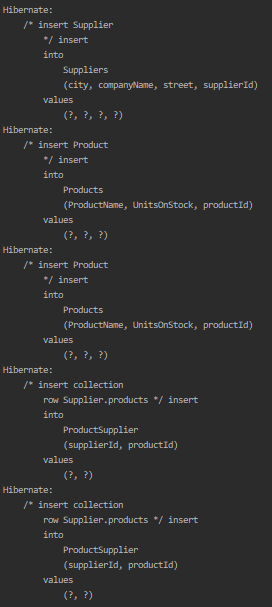 Hibernate:
/* insert Supplier
*/ insert
into
Suppliers
(city, companyName, street, supplierId)
values
(?, ?, ?, ?)
Hibernate:
/* insert Product
*/ insert
into
Products
(ProductName, UnitsOnStock, productId)
values
(?, ?, ?)
Hibernate:
/* insert Product
*/ insert
into
Products
(ProductName, UnitsOnStock, productId)
values
(?, ?, ?)
Hibernate:
/* insert collection
row Supplier.products */ insert
into
ProductSupplier
(supplierId, productId)
values
(?, ?)
Hibernate:
/* insert collection
row Supplier.products */ insert
into
ProductSupplier
(supplierId, productId)
values
(?, ?)